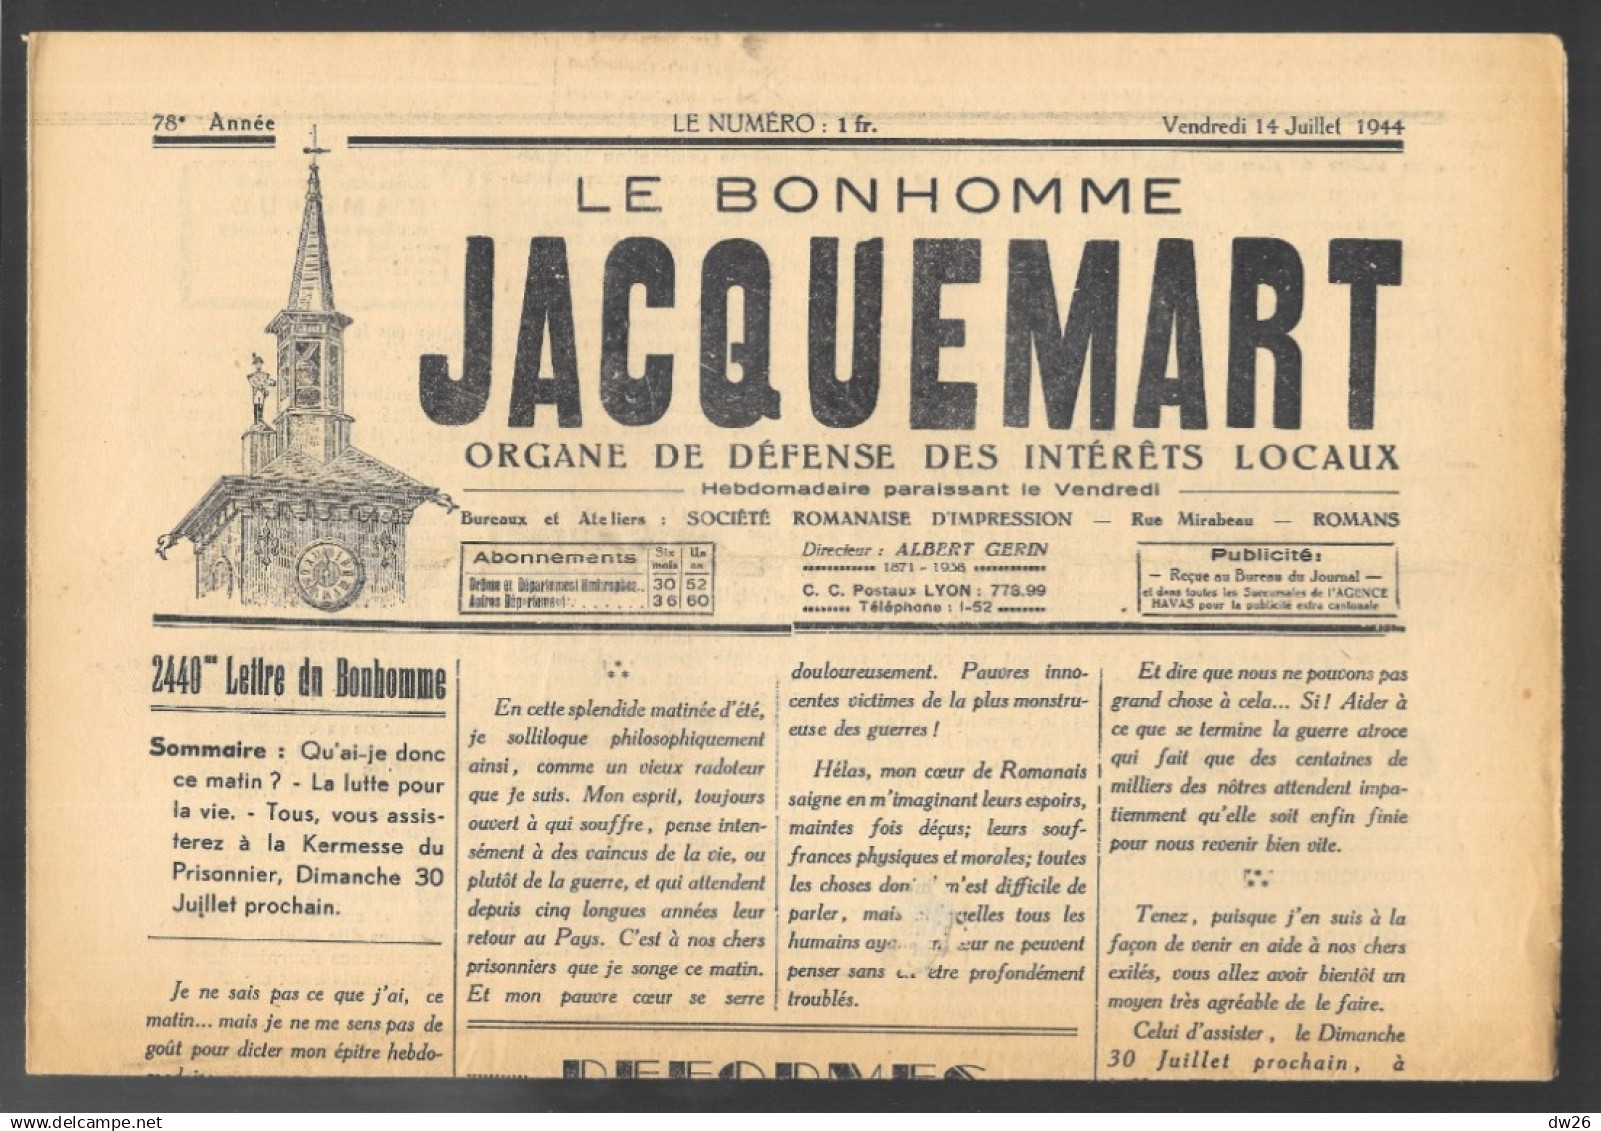 78e Année
LE NUMÉRO : 1 fr.
Vendredi 14 Juillet 1944
LE BONHOMME
JACQUEMART
ORGANE DE DÉFENSE DES INTÉRÊTS LOCAUX
Hebdomadaire paraissant le Vendredi
Bureaux et Ateliers : SOCIÉTÉ ROMANAISE D'IMPRESSION — Rue Mirabeau — ROMANS
Abonnements Six mois Un an
Drôme et Département limitrophes.. 30 52
Autres Département: . . . . . . 36 60
Directeur : ALBERT GERIN
1871 - 1938
C. C. Postaux LYON : 778.99
Téléphone : 1-52
Publicité :
— Reçue au Bureau du Journal —
et dans toutes les Succursales de l'AGENCE
HAVAS pour la publicité extra cantonale
2440me Lettre du Bonhomme
Sommaire : Qu'ai-je donc
ce matin ? - La lutte pour
la vie. - Tous, vous assis-
terez à la Kermesse du
Prisonnier, Dimanche 30
Juillet prochain.
Je ne sais pas ce que j'ai, ce
matin... mais je ne me sens pas de
goût pour dicter mon épitre hebdo-
En cette splendide matinée d'été,
je solliloque philosophiquement
ainsi, comme un vieux radoteur
que je suis. Mon esprit, toujours
ouvert à qui souffre, pense inten-
sément à des vaincus de la vie, ou
plutôt de la guerre, et qui attendent
depuis cinq longues années leur
retour au Pays. C'est à nos chers
prisonniers que je songe ce matin.
Et mon pauvre cœur se serre
douloureusement. Pauvres inno-
centes victimes de la plus monstru-
euse des guerres !
Hélas, mon cœur de Romanais
saigne en m'imaginant leurs espoirs,
maintes fois déçus; leurs souf-
frances physiques et morales; toutes
les choses don' n'est difficile de
parler, mais elles tous les
humains ne peuvent
penser sans être profondément
troublés.
Et dire que nous ne pouvons pas
grand chose à cela... Si ! Aider à
ce que se termine la guerre atroce
qui fait que des centaines de
milliers des nôtres attendent impa-
tiemment qu'elle soit enfin finie
pour nous revenir bien vite.
Tenez, puisque j'en suis à la
façon de venir en aide à nos chers
exilés, vous allez avoir bientôt un
moyen très agréable de le faire.
Celui d'assister, le Dimanche
30 Juillet prochain, à
dw26